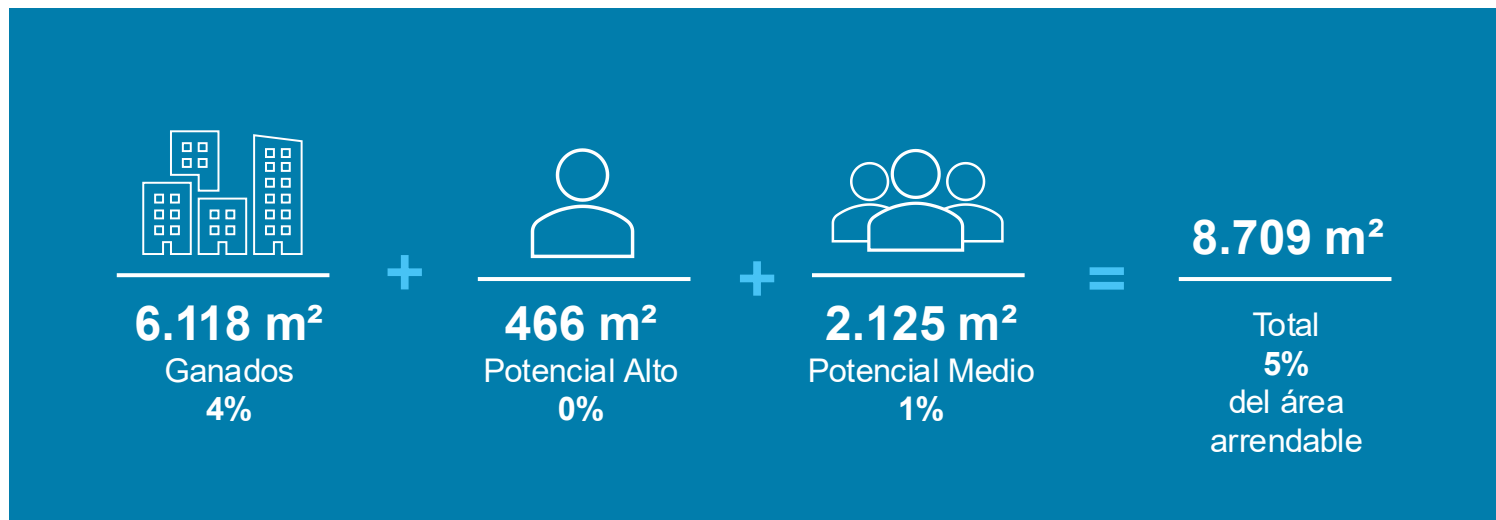 6.118 m²
Ganados
4%
+
466 m²
Potencial Alto
0%
+
2.125 m²
Potencial Medio
1%
=
8.709 m²
Total
5%
del área
arrendable